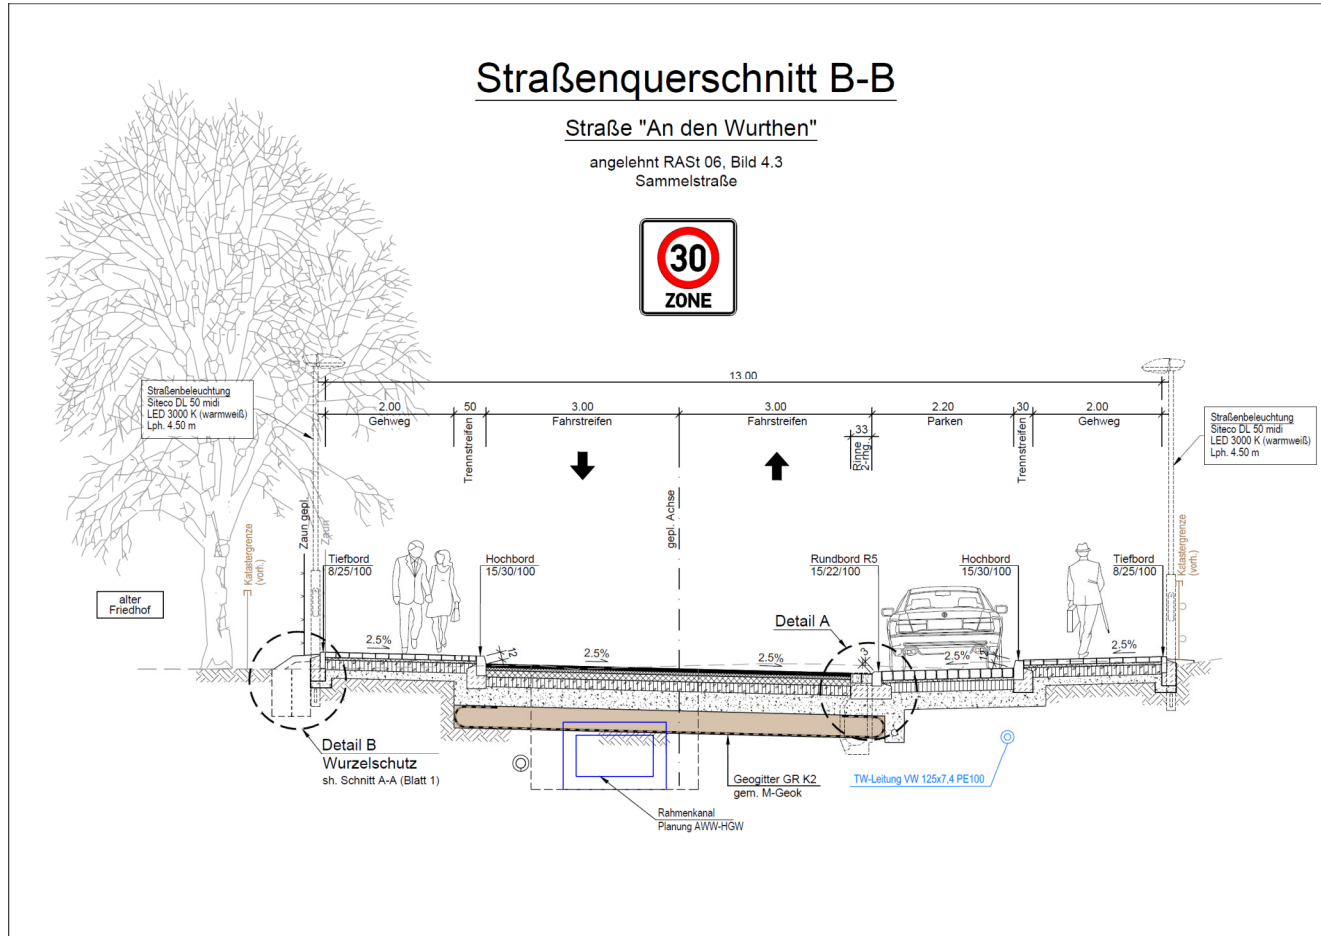 Straßenquerschnitt B-B
Straße "An den Wurthen"
angelehnt RASt 06, Bild 4.3
Sammelstraße
30
ZONE
13.00
Straßenbeleuchtung
Siteco DL 50 midi
LED 3000 K (warmweiß)
Lph. 4.50 m
2.00
Gehweg
50
Trennstreifen
3.00
Fahrstreifen
3.00
Fahrstreifen
33
Rinne
2-rhg.
2.20
Parken
30
Trennstreifen
2.00
Gehweg
Straßenbeleuchtung
Siteco DL 50 midi
LED 3000 K (warmweiß)
Lph. 4.50 m
Katastergrenze
(vorh.)
Zaun gepl.
Zaun
gepl. Achse
Katastergrenze
(vorh.)
Tiefbord
8/25/100
Hochbord
15/30/100
Rundbord R5
15/22/100
Hochbord
15/30/100
Tiefbord
8/25/100
alter
Friedhof
Detail A
2.5%
12
2.5%
2.5%
3
2.5%
12
2.5%
Detail B
Wurzelschutz
sh. Schnitt A-A (Blatt 1)
Geogitter GR K2
gem. M-Geok
TW-Leitung VW 125x7,4 PE100
Rahmenkanal
Planung AWW-HGW